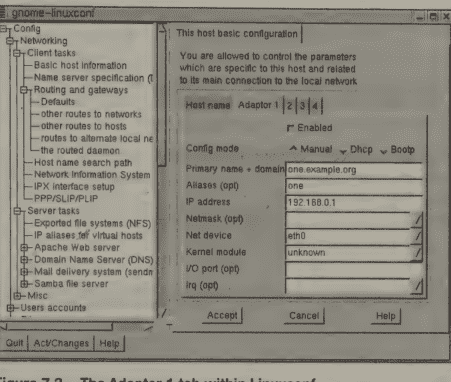 gnome-linuxconf
Config
Networking
Client tasks
Basic host information
Name server specification (
Routing and gateways
Defaults
other routes to networks
other routes to hosts
routes to alternate local ne
the routed daemon
Host name search path
Network Information System
IPX interface setup
PPP/SLIP/PLIP
Server tasks
Exported file systems (NFS)
IP aliases for virtual hosts
Apache Web server
Domain Name Server (DNS)
Mail delivery system (sendm
Samba file server
Misc
Users accounts
Quit Act/Changes Help
This host basic configuration
You are allowed to control the parameters
which are specific to this host and related
to its main connection to the local network
Host name Adaptor 1 2 3 4
Enabled
Config mode Manual Dhcp Bootp
Primary name + domain one.example.org
Aliases (opt) one
IP address 192.168.0.1
Netmask (opt)
Net device eth0
Kernel module unknown
I/O port (opt)
Irq (opt)
Accept Cancel Help
Figure 7.2 The Adaptor 1 tab within Linuxconf